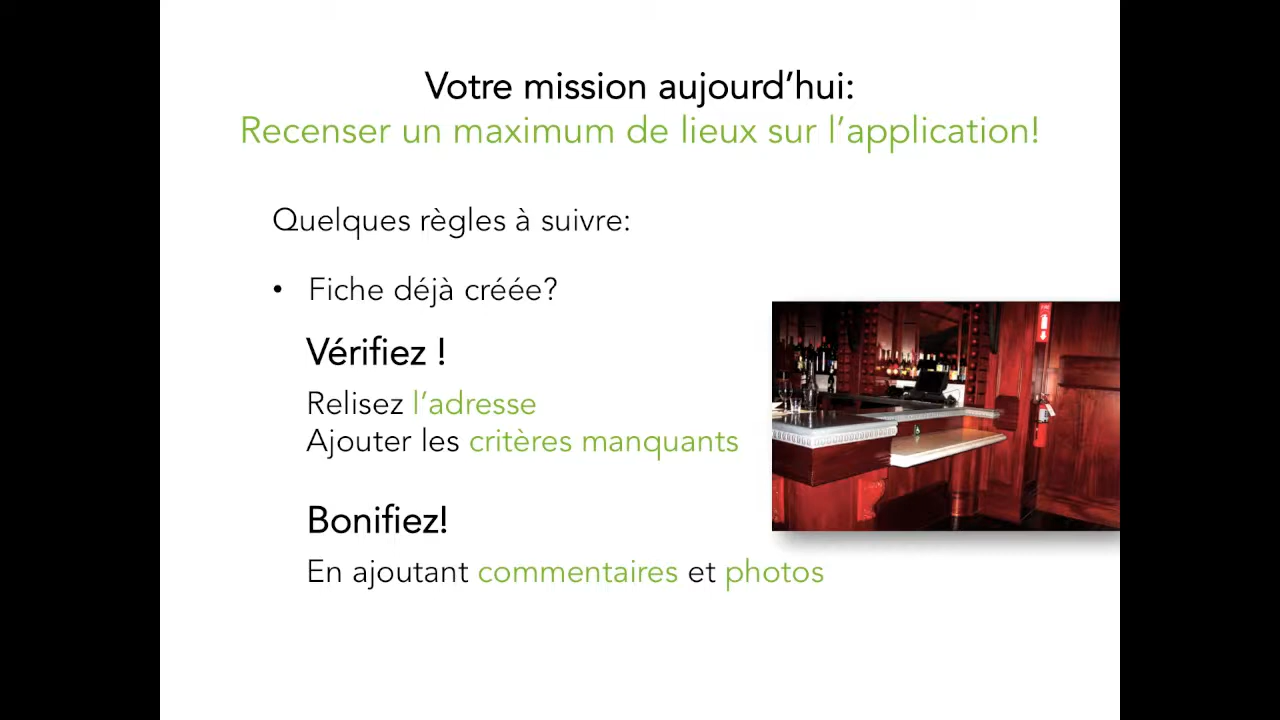 Votre mission aujourd’hui:
Recenser un maximum de lieux sur l’application!
Quelques règles à suivre:
• Fiche déjà créée?
Vérifiez !
Relisez l’adresse
Ajouter les critères manquants
Bonifiez!
En ajoutant commentaires et photos